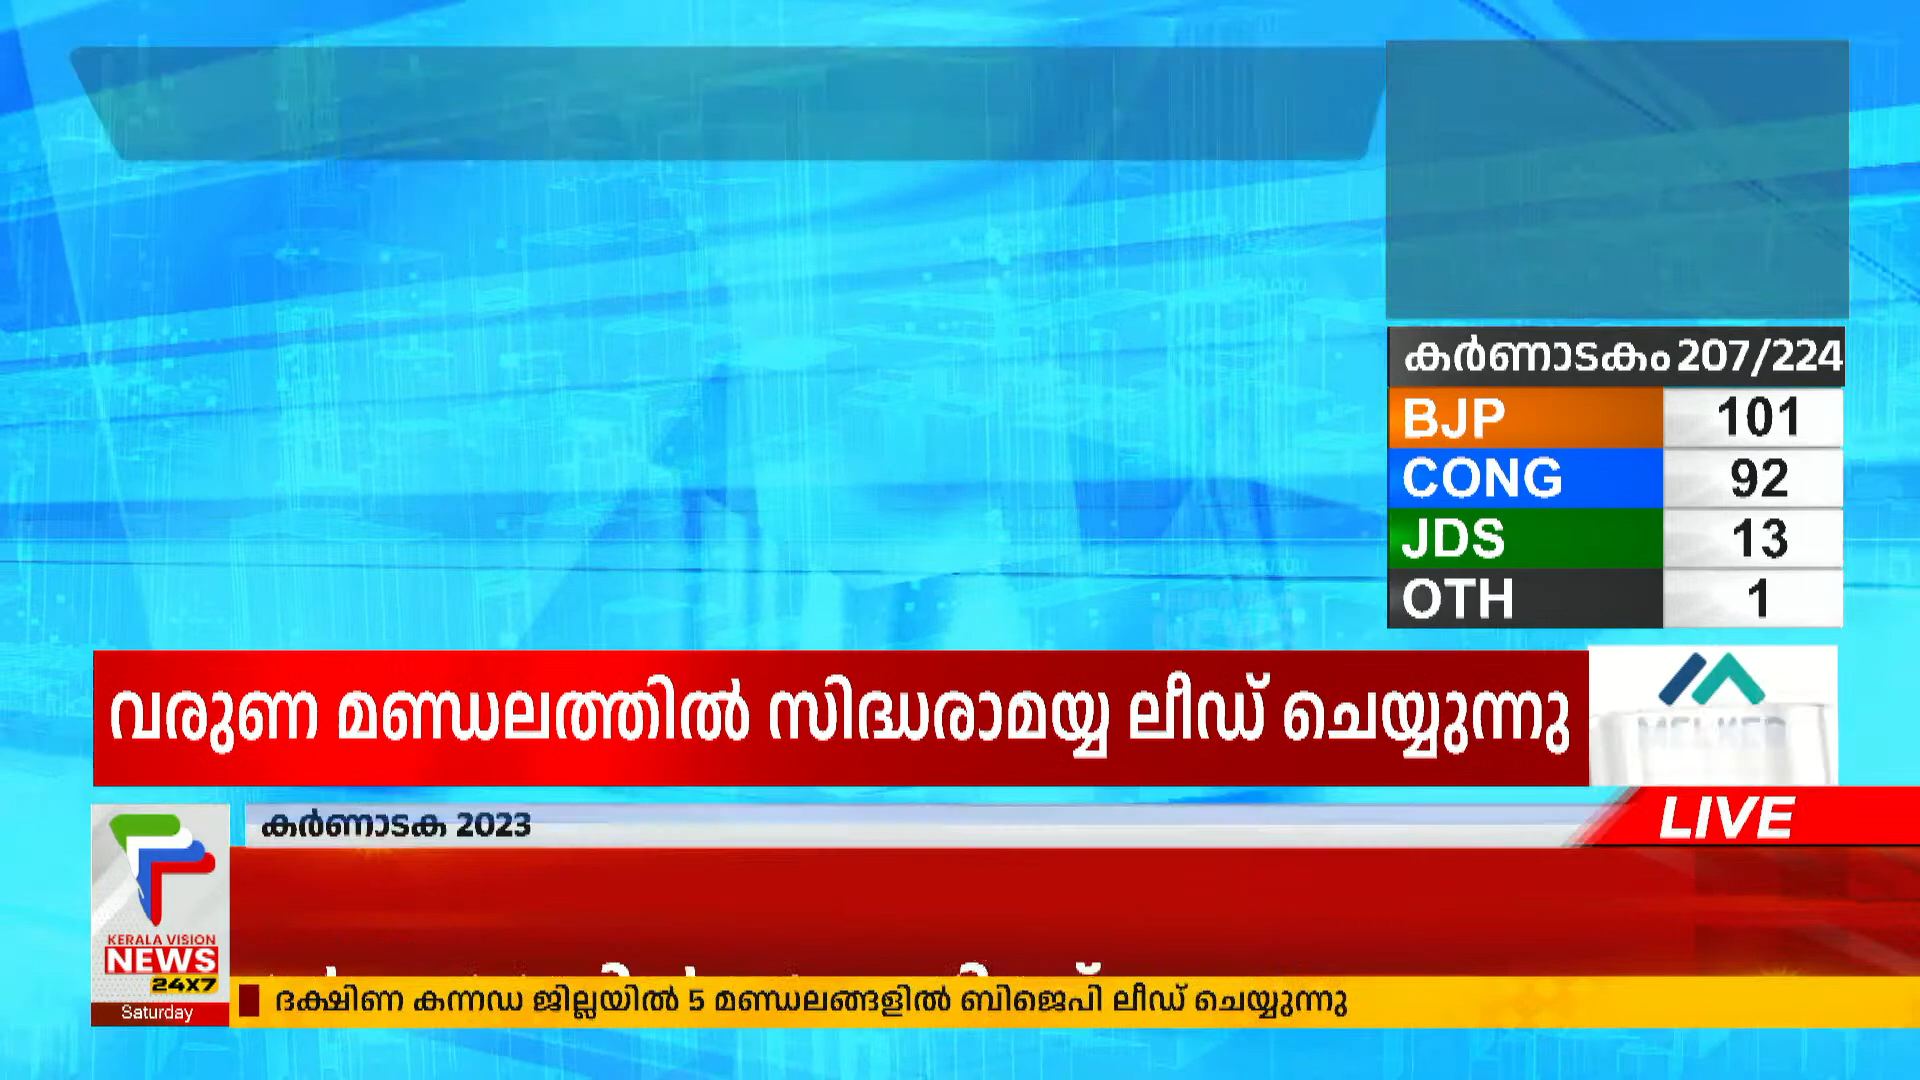 കർണാടകം 207/224
BJP 101
CONG 92
JDS 13
OTH 1
വരുണ മണ്ഡലത്തിൽ സിദ്ധരാമയ്യ ലീഡ് ചെയ്യുന്നു
LIVE
കർണാടക 2023
KERALA VISION
NEWS
24X7
Saturday
ദക്ഷിണ കന്നഡ ജില്ലയിൽ 5 മണ്ഡലങ്ങളിൽ ബിജെപി ലീഡ് ചെയ്യുന്നു